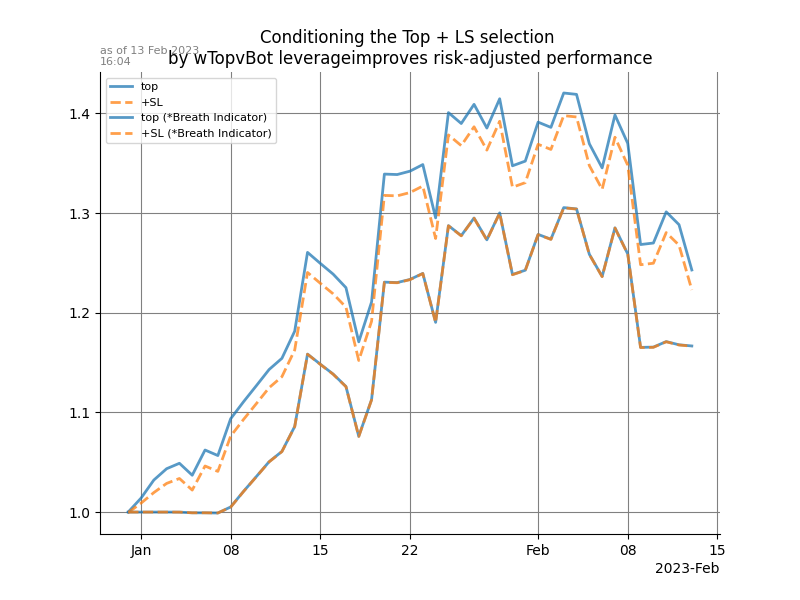 Conditioning the Top + LS selection
by wTopvBot leverageimproves risk-adjusted performance
as of 13 Feb 2023
16:04
top
+SL
top (*Breath Indicator)
+SL (*Breath Indicator)
1.4
1.3
1.2
1.1
1.0
Jan 08 15 22 Feb 08 15
2023-Feb